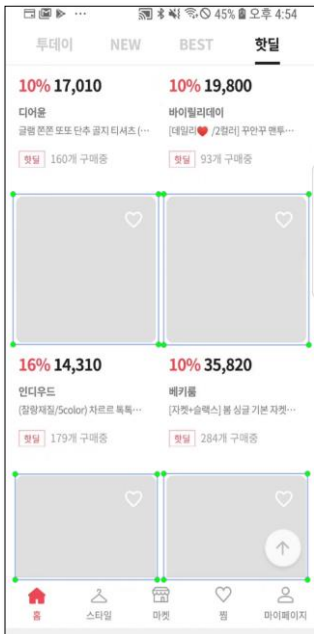 45% 오후 4:54
투데이 NEW BEST 핫딜
10% 17,010
디어윤
글램 쫀쫀 또또 단추 골지 티셔츠 (…
핫딜 160개 구매중
10% 19,800
바이릴리데이
[데일리❤️ /2컬러] 꾸안꾸 맨투…
핫딜 93개 구매중
16% 14,310
인디우드
(찰랑재질/5color) 차르르 톡톡…
핫딜 179개 구매중
10% 35,820
베키룸
[자켓+슬랙스] 봄 싱글 기본 자켓…
핫딜 284개 구매중
홈 스타일 마켓 찜 마이페이지